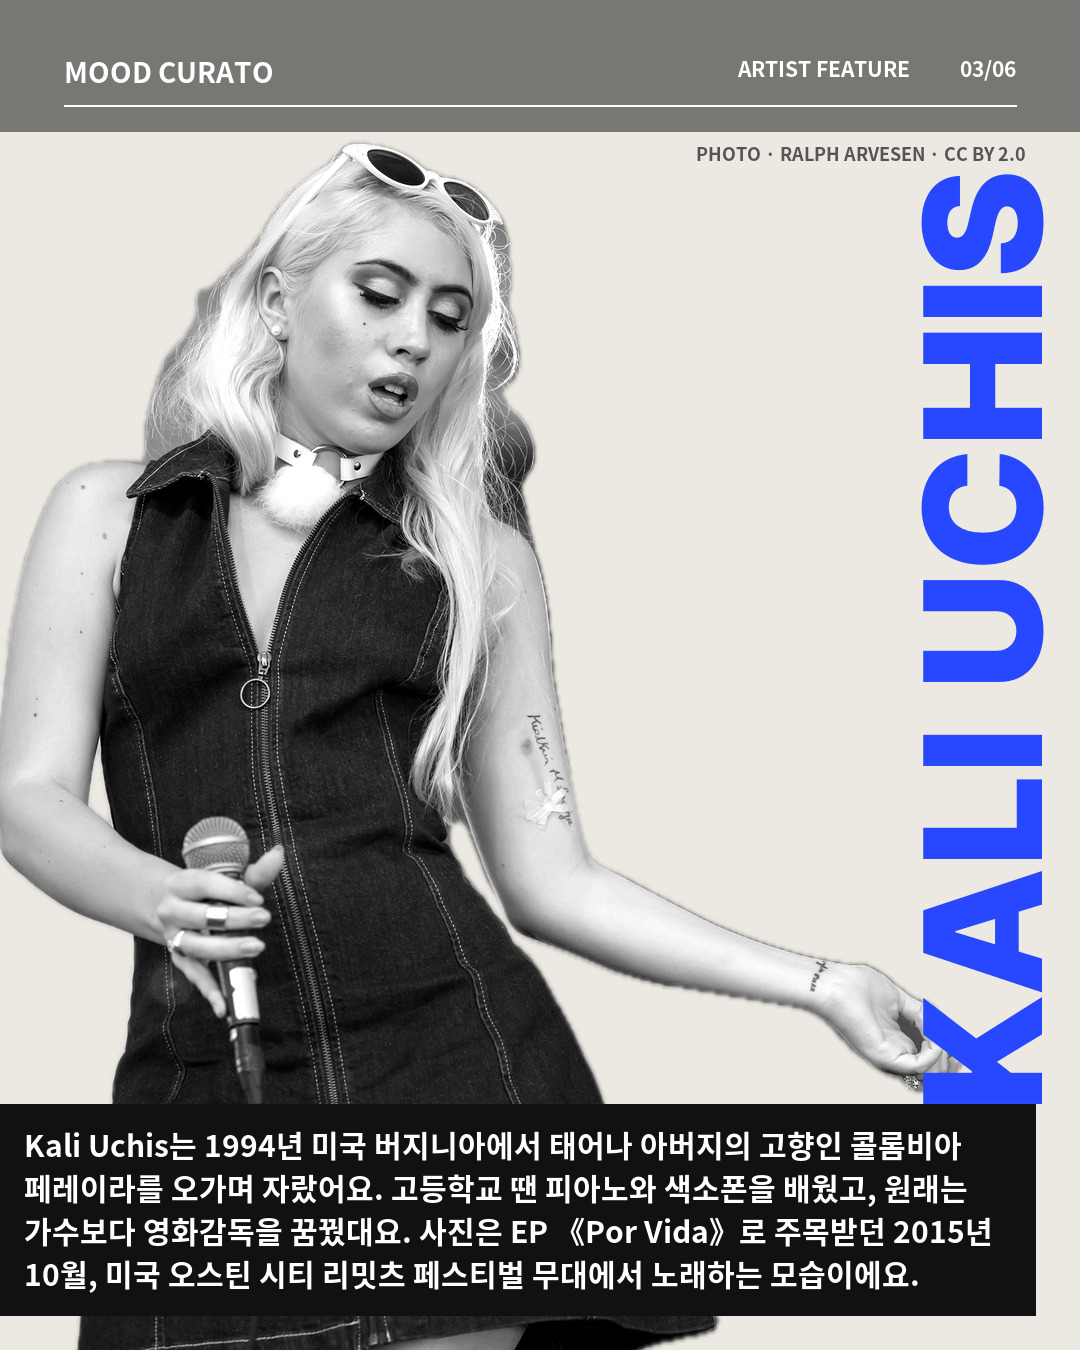 MOOD CURATO
ARTIST FEATURE 03/06
PHOTO · RALPH ARVESEN · CC BY 2.0
KALI UCHIS
Kali Uchis는 1994년 미국 버지니아에서 태어나 아버지의 고향인 콜롬비아
페레이라를 오가며 자랐어요. 고등학교 땐 피아노와 색소폰을 배웠고, 원래는
가수보다 영화감독을 꿈꿨대요. 사진은 EP 《Por Vida》로 주목받던 2015년
10월, 미국 오스틴 시티 리밋츠 페스티벌 무대에서 노래하는 모습이에요.